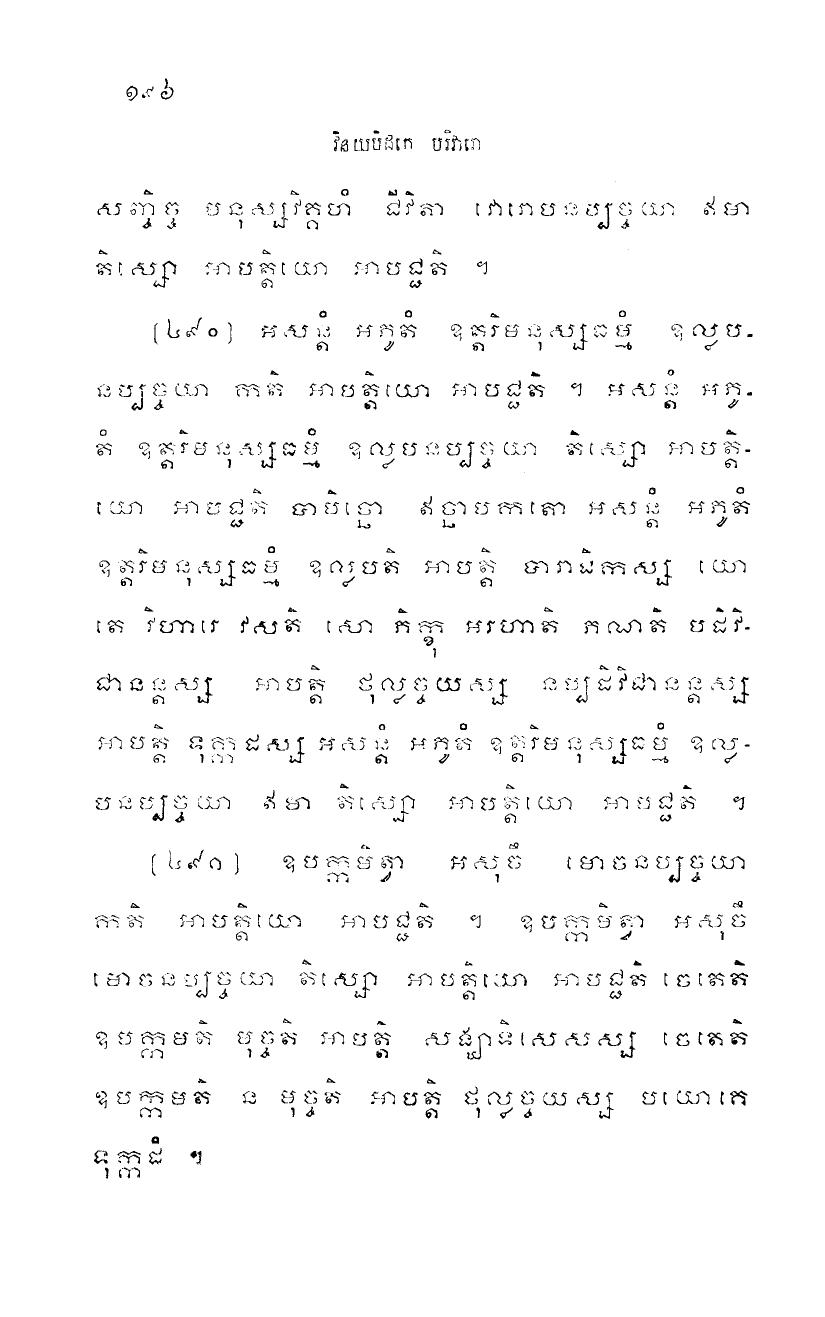 ១៩៦
វិនយបិដកេ បរិវារោ
សញ្ចិច្ច មនុស្សវិគ្គហំ ជីវិតា វោរោបនប្បច្ចយា ឥមា
តិស្សោ អាបត្តិយោ អាបជ្ជតិ ។
(៤៩០) អសន្តំ អភូតំ ឧត្តរិមនុស្សធម្មំ ឧល្លប-
នប្បច្ចយា កតិ អាបត្តិយោ អាបជ្ជតិ ។ អសន្តំ អភូ-
តំ ឧត្តរិមនុស្សធម្មំ ឧល្លបនប្បច្ចយា តិស្សោ អាបត្តិ-
យោ អាបជ្ជតិ បាបិច្ឆោ ឥច្ឆាបកតោ អសន្តំ អភូតំ
ឧត្តរិមនុស្សធម្មំ ឧល្លបតិ អាបត្តិ បារាជិកស្ស យោ
តេ វិហារេ វសតិ សោ ភិក្ខុ អរហាតិ ភណតិ បដិវិ-
ជានន្តស្ស អាបត្តិ ថុល្លច្ចយស្ស នប្បដិវិជានន្តស្ស
អាបត្តិ ទុក្កដស្ស អសន្តំ អភូតំ ឧត្តរិមនុស្សធម្មំ ឧល្ល-
បនប្បច្ចយា ឥមា តិស្សោ អាបត្តិយោ អាបជ្ជតិ ។
(៤៩១) ឧបក្កមិត្វា អសុចឹ មោចនប្បច្ចយា
កតិ អាបត្តិយោ អាបជ្ជតិ ។ ឧបក្កមិត្វា អសុចឹ
មោចនប្បច្ចយា តិស្សោ អាបត្តិយោ អាបជ្ជតិ ចេតេតិ
ឧបក្កមតិ មុច្ចតិ អាបត្តិ សង្ឃាទិសេសស្ស ចេតេតិ
ឧបក្កមតិ ន មុច្ចតិ អាបត្តិ ថុល្លច្ចយស្ស បយោគេ
ទុក្កដំ ។